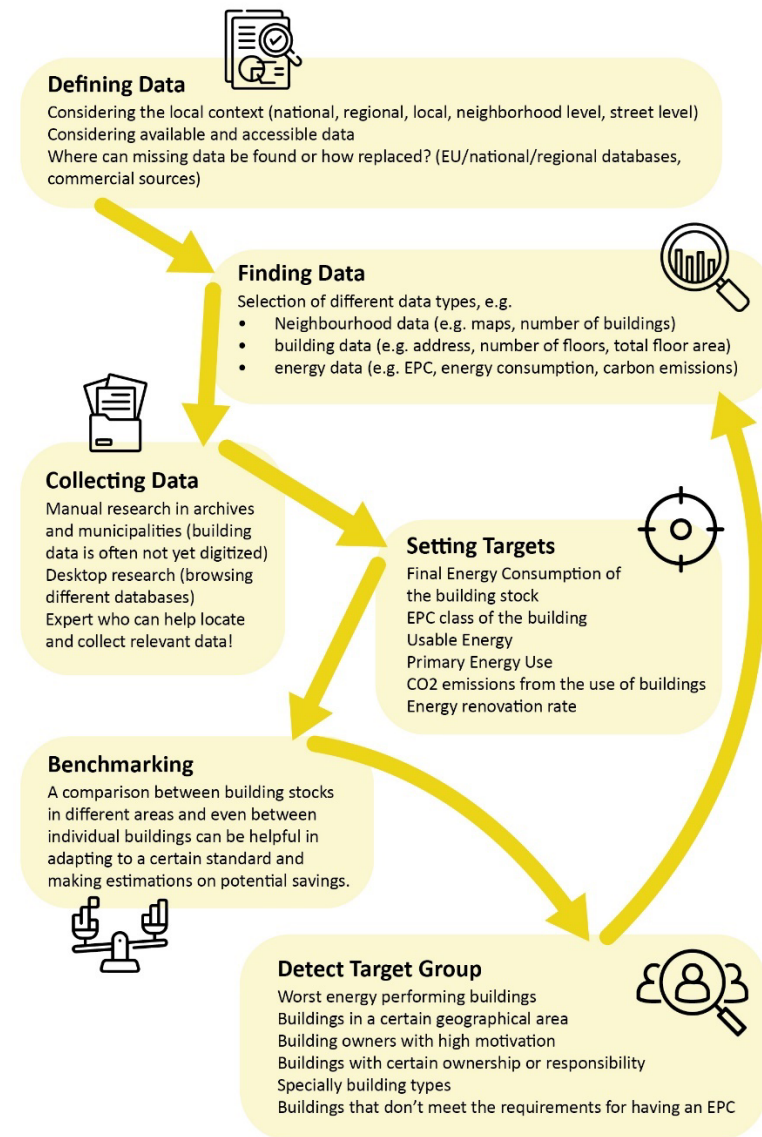 Defining Data
Considering the local context (national, regional, local, neighborhood level, street level)
Considering available and accessible data
Where can missing data be found or how replaced? (EU/national/regional databases,
commercial sources)
Finding Data
Selection of different data types, e.g.
• Neighbourhood data (e.g. maps, number of buildings)
• building data (e.g. address, number of floors, total floor area)
• energy data (e.g. EPC, energy consumption, carbon emissions)
Collecting Data
Manual research in archives
and municipalities (building
data is often not yet digitized)
Desktop research (browsing
different databases)
Expert who can help locate
and collect relevant data!
Setting Targets
Final Energy Consumption of
the building stock
EPC class of the building
Usable Energy
Primary Energy Use
CO2 emissions from the use of buildings
Energy renovation rate
Benchmarking
A comparison between building stocks
in different areas and even between
individual buildings can be helpful in
adapting to a certain standard and
making estimations on potential savings.
Detect Target Group
Worst energy performing buildings
Buildings in a certain geographical area
Building owners with high motivation
Buildings with certain ownership or responsibility
Specially building types
Buildings that don't meet the requirements for having an EPC